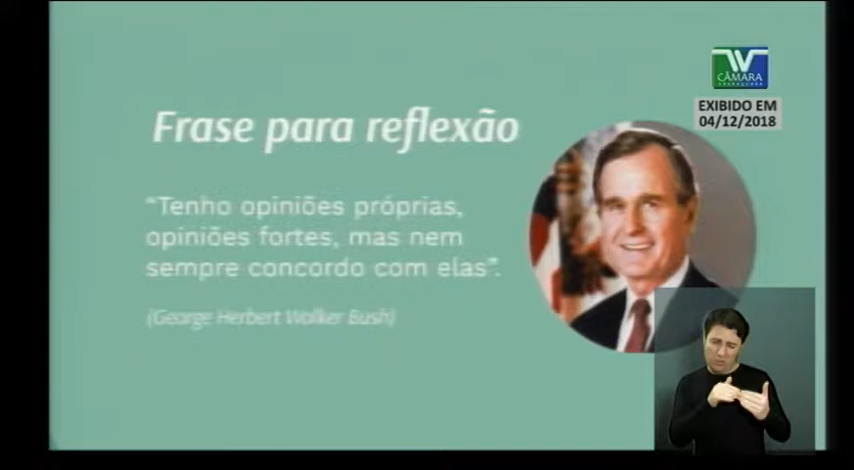 CÂMARA
EXIBIDO EM
04/12/2018
Frase para reflexão
“Tenho opiniões próprias,
opiniões fortes, mas nem
sempre concordo com elas”.
(George Herbert Walker Bush)